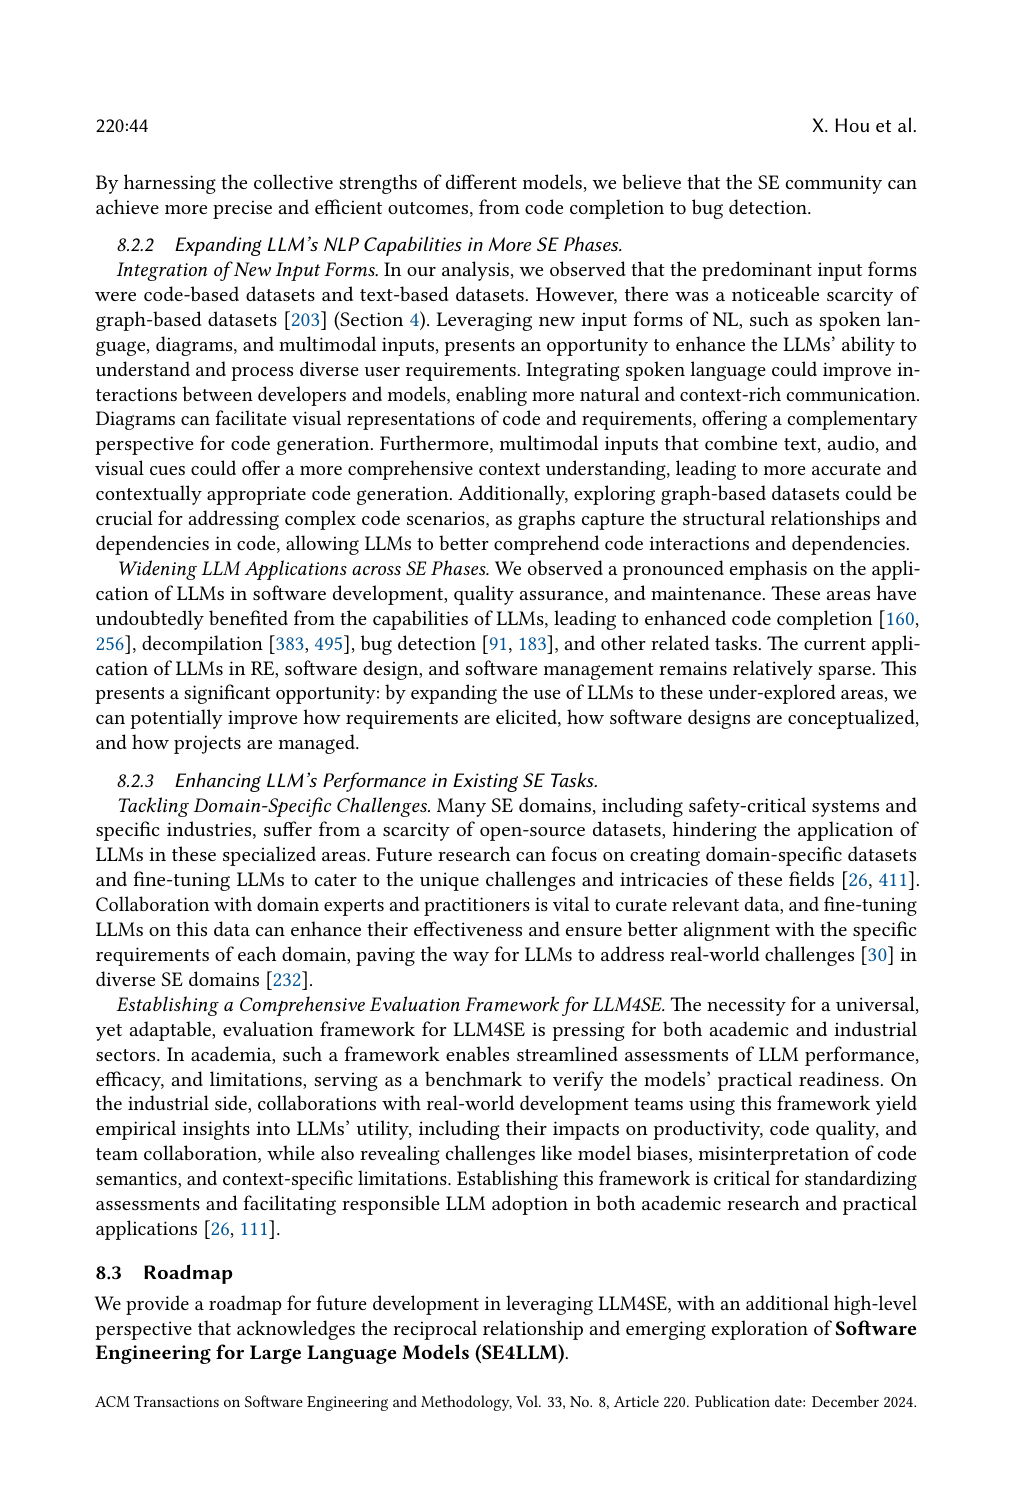 220:44 X. Hou et al.
By harnessing the collective strengths of different models, we believe that the SE community can
achieve more precise and efficient outcomes, from code completion to bug detection.
8.2.2 Expanding LLM's NLP Capabilities in More SE Phases.
Integration of New Input Forms. In our analysis, we observed that the predominant input forms
were code-based datasets and text-based datasets. However, there was a noticeable scarcity of
graph-based datasets [203] (Section 4). Leveraging new input forms of NL, such as spoken lan-
guage, diagrams, and multimodal inputs, presents an opportunity to enhance the LLMs' ability to
understand and process diverse user requirements. Integrating spoken language could improve in-
teractions between developers and models, enabling more natural and context-rich communication.
Diagrams can facilitate visual representations of code and requirements, offering a complementary
perspective for code generation. Furthermore, multimodal inputs that combine text, audio, and
visual cues could offer a more comprehensive context understanding, leading to more accurate and
contextually appropriate code generation. Additionally, exploring graph-based datasets could be
crucial for addressing complex code scenarios, as graphs capture the structural relationships and
dependencies in code, allowing LLMs to better comprehend code interactions and dependencies.
Widening LLM Applications across SE Phases. We observed a pronounced emphasis on the appli-
cation of LLMs in software development, quality assurance, and maintenance. These areas have
undoubtedly benefited from the capabilities of LLMs, leading to enhanced code completion [160,
256], decompilation [383, 495], bug detection [91, 183], and other related tasks. The current appli-
cation of LLMs in RE, software design, and software management remains relatively sparse. This
presents a significant opportunity: by expanding the use of LLMs to these under-explored areas, we
can potentially improve how requirements are elicited, how software designs are conceptualized,
and how projects are managed.
8.2.3 Enhancing LLM's Performance in Existing SE Tasks.
Tackling Domain-Specific Challenges. Many SE domains, including safety-critical systems and
specific industries, suffer from a scarcity of open-source datasets, hindering the application of
LLMs in these specialized areas. Future research can focus on creating domain-specific datasets
and fine-tuning LLMs to cater to the unique challenges and intricacies of these fields [26, 411].
Collaboration with domain experts and practitioners is vital to curate relevant data, and fine-tuning
LLMs on this data can enhance their effectiveness and ensure better alignment with the specific
requirements of each domain, paving the way for LLMs to address real-world challenges [30] in
diverse SE domains [232].
Establishing a Comprehensive Evaluation Framework for LLM4SE. The necessity for a universal,
yet adaptable, evaluation framework for LLM4SE is pressing for both academic and industrial
sectors. In academia, such a framework enables streamlined assessments of LLM performance,
efficacy, and limitations, serving as a benchmark to verify the models' practical readiness. On
the industrial side, collaborations with real-world development teams using this framework yield
empirical insights into LLMs' utility, including their impacts on productivity, code quality, and
team collaboration, while also revealing challenges like model biases, misinterpretation of code
semantics, and context-specific limitations. Establishing this framework is critical for standardizing
assessments and facilitating responsible LLM adoption in both academic research and practical
applications [26, 111].
8.3 Roadmap
We provide a roadmap for future development in leveraging LLM4SE, with an additional high-level
perspective that acknowledges the reciprocal relationship and emerging exploration of Software
Engineering for Large Language Models (SE4LLM).
ACM Transactions on Software Engineering and Methodology, Vol. 33, No. 8, Article 220. Publication date: December 2024.